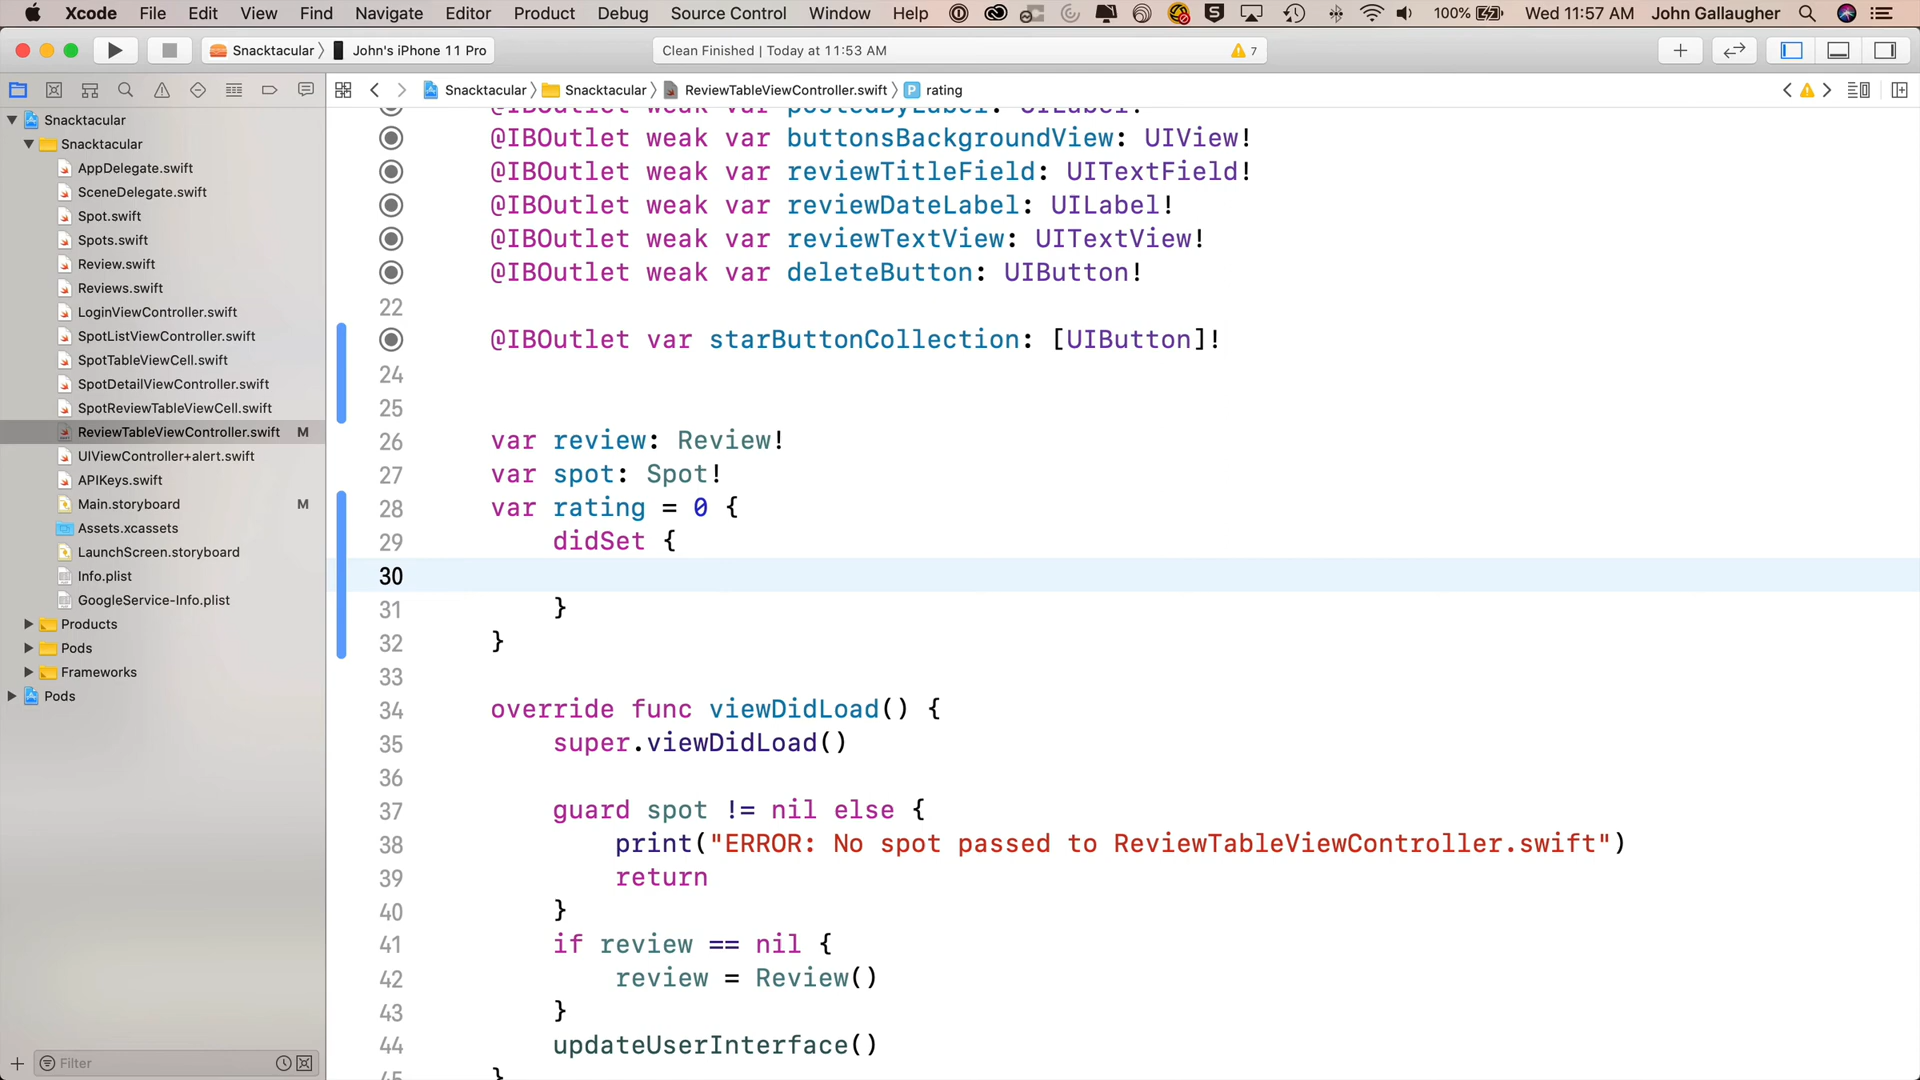 Xcode File Edit View Find Navigate Editor Product Debug Source Control Window Help 100% Wed 11:57 AM John Gallaugher
Snacktacular John's iPhone 11 Pro Clean Finished | Today at 11:53 AM 7
Snacktacular Snacktacular ReviewTableViewController.swift P rating
Snacktacular
Snacktacular
AppDelegate.swift
SceneDelegate.swift
Spot.swift
Spots.swift
Review.swift
Reviews.swift
LoginViewController.swift
SpotListViewController.swift
SpotTableViewCell.swift
SpotDetailViewController.swift
SpotReviewTableViewCell.swift
ReviewTableViewController.swift M
UIViewController+alert.swift
APIKeys.swift
Main.storyboard M
Assets.xcassets
LaunchScreen.storyboard
Info.plist
GoogleService-Info.plist
Products
Pods
Frameworks
Pods
Filter
@IBOutlet weak var postedByLabel: UILabel!
@IBOutlet weak var buttonsBackgroundView: UIView!
@IBOutlet weak var reviewTitleField: UITextField!
@IBOutlet weak var reviewDateLabel: UILabel!
@IBOutlet weak var reviewTextView: UITextView!
@IBOutlet weak var deleteButton: UIButton!
22
@IBOutlet var starButtonCollection: [UIButton]!
24
25
26 var review: Review!
27 var spot: Spot!
28 var rating = 0 {
29 didSet {
30
31 }
32 }
33
34 override func viewDidLoad() {
35 super.viewDidLoad()
36
37 guard spot != nil else {
38 print("ERROR: No spot passed to ReviewTableViewController.swift")
39 return
40 }
41 if review == nil {
42 review = Review()
43 }
44 updateUserInterface()
45 }